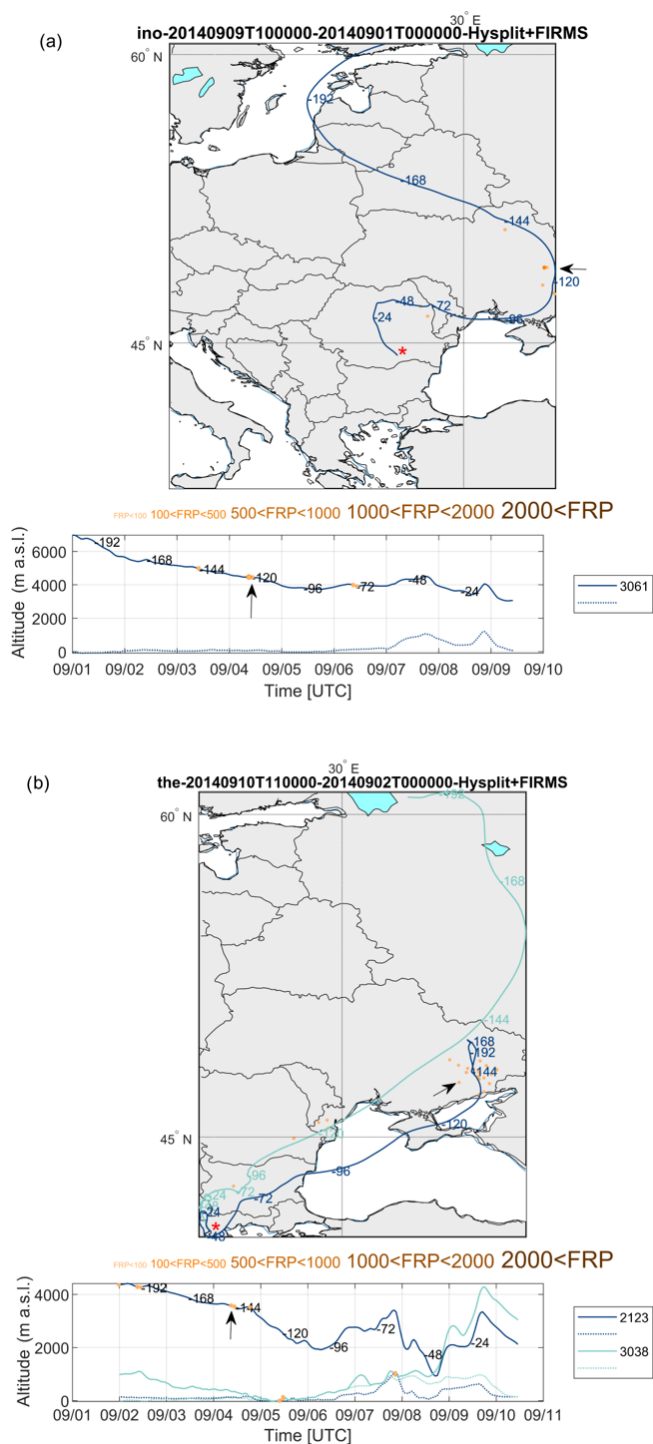 (a)
30° E
ino-20140909T100000-20140901T000000-Hysplit+FIRMS
60° N
-192
-168
-144
-120
-48
-72
-24
-96
45° N
FRP<100 100<FRP<500 500<FRP<1000 1000<FRP<2000 2000<FRP
6000
4000
2000
0
Altitude (m a.s.l.)
-192
-168
-144
-120
-96
-72
-48
-24
3061
09/01 09/02 09/03 09/04 09/05 09/06 09/07 09/08 09/09 09/10
Time [UTC]
(b)
30° E
the-20140910T110000-20140902T000000-Hysplit+FIRMS
-192
60° N
-168
-144
-168
-192
-144
-120
-120
45° N
-96
-96
-72
-72
-24
-48
-24
-48
FRP<100 100<FRP<500 500<FRP<1000 1000<FRP<2000 2000<FRP
4000
2000
0
Altitude (m a.s.l.)
-192
-168
-144
-120
-96
-72
-48
-24
2123
3038
09/01 09/02 09/03 09/04 09/05 09/06 09/07 09/08 09/09 09/10 09/11
Time [UTC]